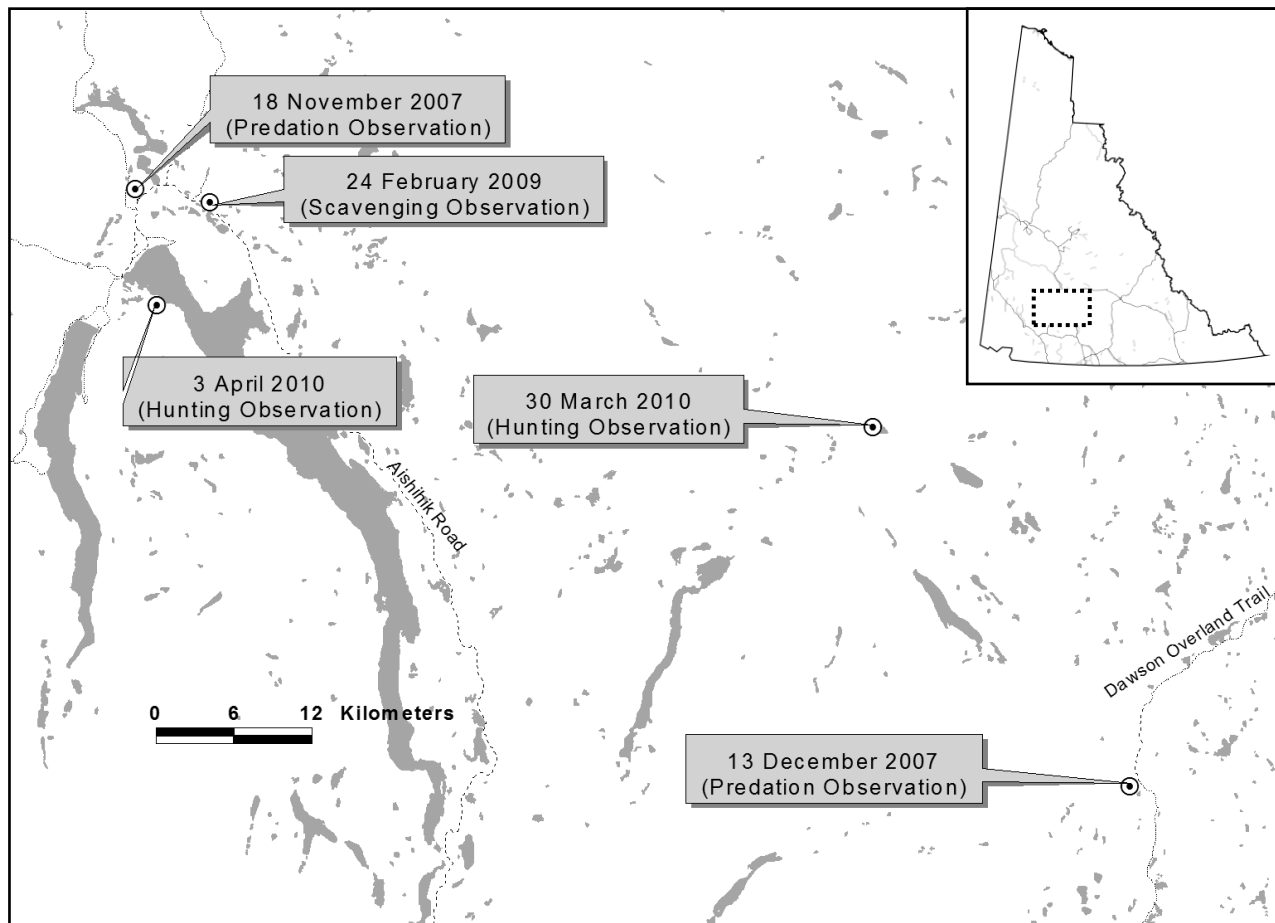 18 November 2007
(Predation Observation)
24 February 2009
(Scavenging Observation)
3 April 2010
(Hunting Observation)
30 March 2010
(Hunting Observation)
Aishihik Road
Dawson Overland Trail
0 6 12 Kilometers
13 December 2007
(Predation Observation)